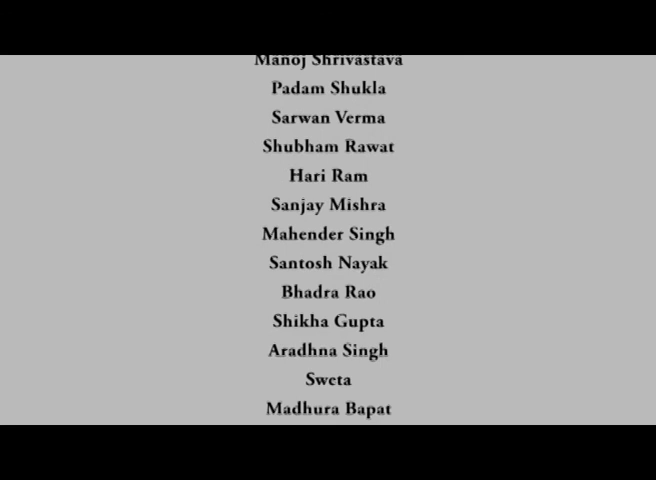 Manoj Shrivastava
Padam Shukla
Sarwan Verma
Shubham Rawat
Hari Ram
Sanjay Mishra
Mahender Singh
Santosh Nayak
Bhadra Rao
Shikha Gupta
Aradhna Singh
Sweta
Madhura Bapat